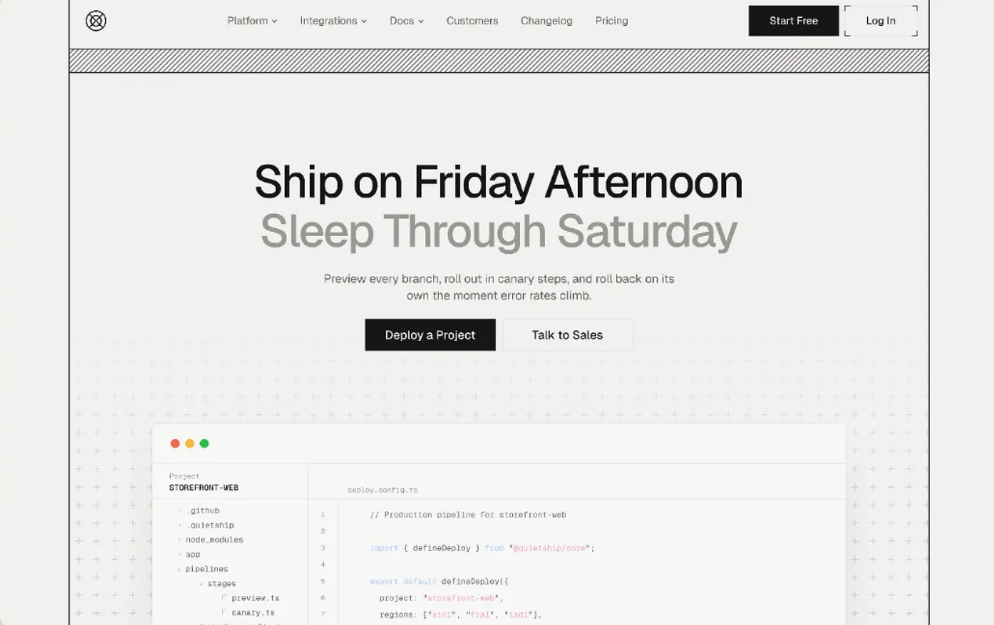 Platform Integrations Docs Customers Changelog Pricing Start Free Log In
Ship on Friday Afternoon
Sleep Through Saturday
Preview every branch, roll out in canary steps, and roll back on its
own the moment error rates climb.
Deploy a Project Talk to Sales
Project
STOREFRONT-WEB
deploy.config.ts
.github
.quietship
node_modules
app
pipelines
stages
preview.ts
canary.ts
1 // Production pipeline for storefront-web
2
3 import { defineDeploy } from "@quietship/core";
4
5 export default defineDeploy({
6 project: "storefront-web",
7 regions: ["sin1", "fra1", "iad1"],